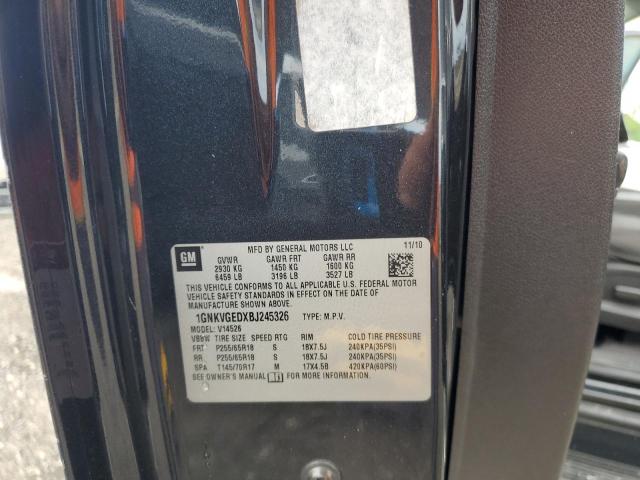 GM
MFD BY GENERAL MOTORS LLC 11/10
GVWR GAWR FRT GAWR RR
2930 KG 1450 KG 1600 KG
6459 LB 3196 LB 3527 LB
THIS VEHICLE CONFORMS TO ALL APPLICABLE U.S. FEDERAL MOTOR
VEHICLE SAFETY STANDARDS IN EFFECT ON THE DATE OF
MANUFACTURE SHOWN ABOVE.
1GNKVGEDXBJ245326 TYPE: M.P.V.
MODEL: V14526
TIRE SIZE SPEED RTG RIM COLD TIRE PRESSURE
FRT P255/65R18 S 18X7.5J 240KPA(35PSI)
RR P255/65R18 S 18X7.5J 240KPA(35PSI)
SPA T145/70R17 M 17X4.5B 420KPA(60PSI)
SEE OWNER'S MANUAL FOR MORE INFORMATION.